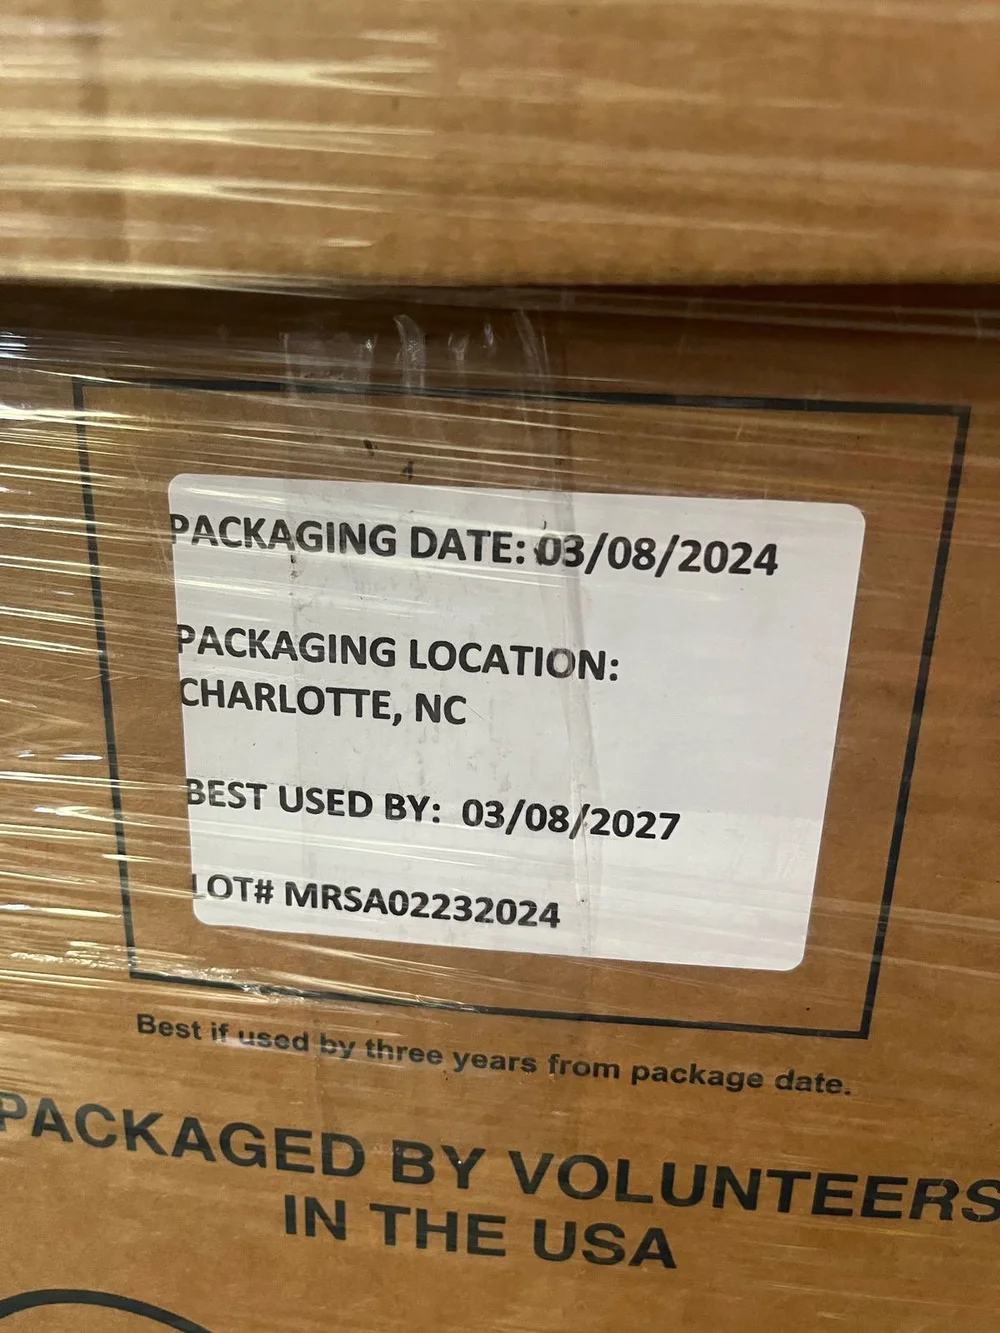 PACKAGING DATE: 03/08/2024
PACKAGING LOCATION:
CHARLOTTE, NC
BEST USED BY: 03/08/2027
LOT# MRSA02232024
Best if used by three years from package date.
PACKAGED BY VOLUNTEERS
IN THE USA